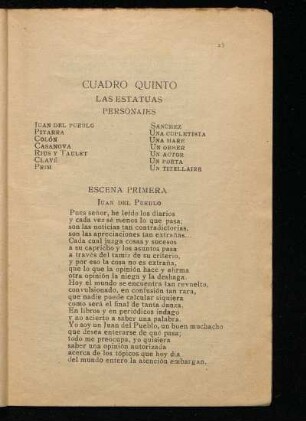 CUADRO QUINTO
LAS ESTATUAS
PERSONAJES
JUAN DEL PUEBLO
PITARRA
COLÓN
CASANOVA
RIUS Y TAULET
CLAVÉ
PRIM
SANCHEZ
UNA CUPLETISTA
UNA MARE
UN OBRER
UN ACTOR
UN POETA
UN TITELLAIRE
ESCENA PRIMERA
JUAN DEL PUEBLO
Pues señor, he leído los diarios
y cada vez sé menos lo que pasa;
son las noticias tan contradictorias,
son las apreciaciones tan extrañas.
Cada cual juzga cosas y sucesos
a su capricho y los asuntos pasa
a través del tamiz de su criterio,
y por eso la cosa no es extraña,
que lo que la opinión hace y afirma
otra opinión la niega y la deshaga.
Hoy el mundo se encuentra tan revuelto,
convulsionado, en confusión tan rara,
que nadie puede calcular siquiera
como será el final de tanta danza.
En libros y en periódicos indago
y no acierto a saber una palabra.
Yo soy un Juan del Pueblo, un buen muchacho
que desea enterarse de qué pasa;
todo me preocupa, yo quisiera
saber una opinión autorizada
acerca de los tópicos que hoy día
del mundo entero la atención embargan.